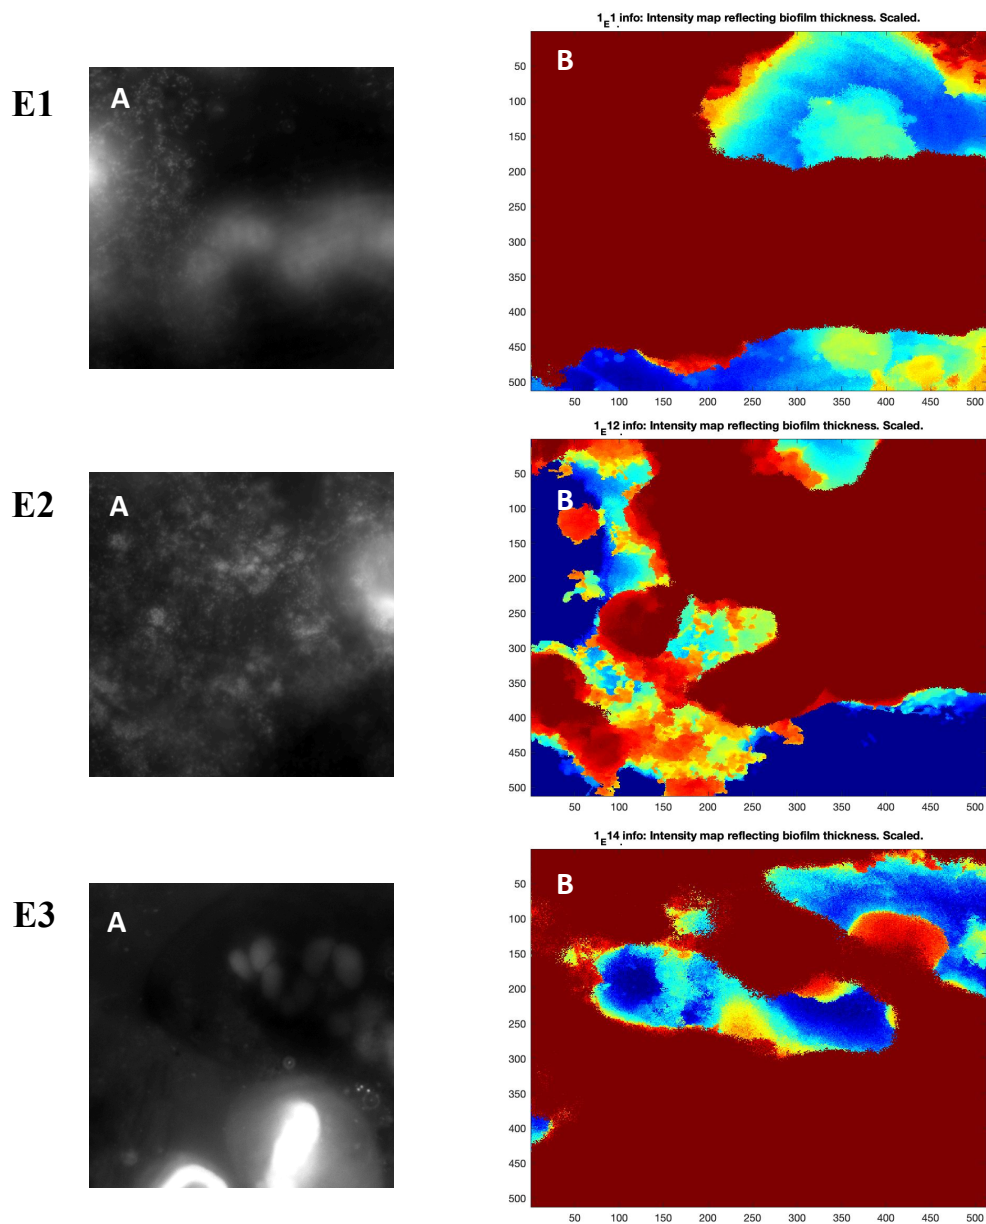 1_E1 info: Intensity map reflecting biofilm thickness. Scaled.
E1
A
B
50
100
150
200
250
300
350
400
450
500
50 100 150 200 250 300 350 400 450 500
1_E12 info: Intensity map reflecting biofilm thickness. Scaled.
E2
A
B
50
100
150
200
250
300
350
400
450
500
50 100 150 200 250 300 350 400 450 500
1_E14 info: Intensity map reflecting biofilm thickness. Scaled.
E3
A
B
50
100
150
200
250
300
350
400
450
500
50 100 150 200 250 300 350 400 450 500